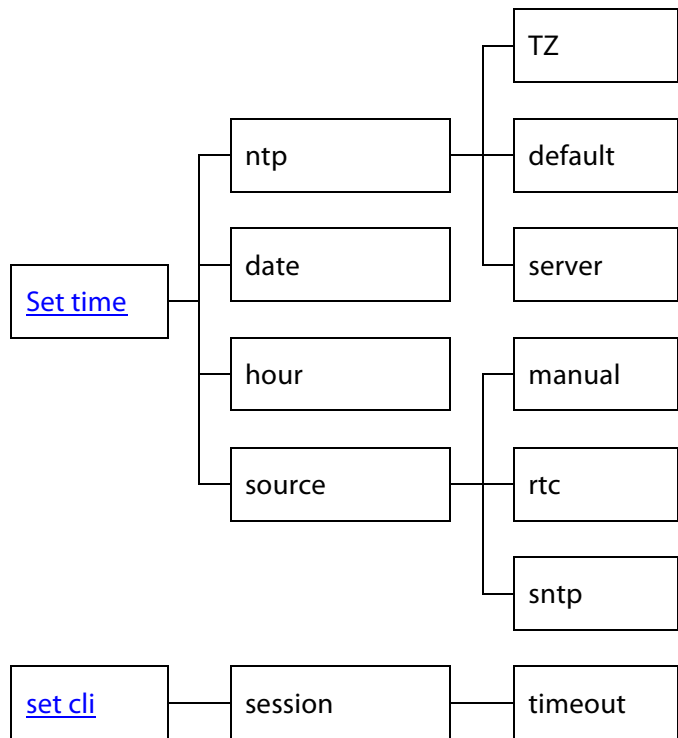 Set time
ntp
TZ
default
server
date
hour
source
manual
rtc
sntp
set cli
session
timeout